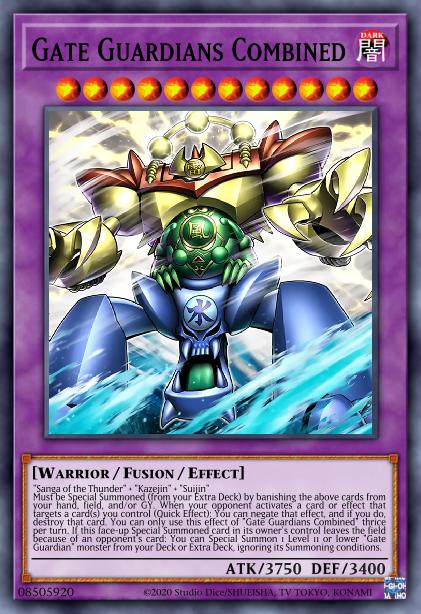 GATE GUARDIANS COMBINED
DARK
闇
風
水
[WARRIOR / FUSION / EFFECT]
"Sanga of the Thunder" + "Kazejin" + "Suijin"
Must be Special Summoned (from your Extra Deck) by banishing the above cards from
your hand, field, and/or GY. When your opponent activates a card or effect that
targets a card(s) you control (Quick Effect): You can negate that effect, and if you do,
destroy that card. You can only use this effect of "Gate Guardians Combined" thrice
per turn. If this face-up Special Summoned card in its owner's control leaves the field
because of an opponent's card: You can Special Summon 1 Level 11 or lower "Gate
Guardian" monster from your Deck or Extra Deck, ignoring its Summoning conditions.
ATK/3750 DEF/3400
08505920 ©2020 Studio Dice/SHUEISHA, TV TOKYO, KONAMI